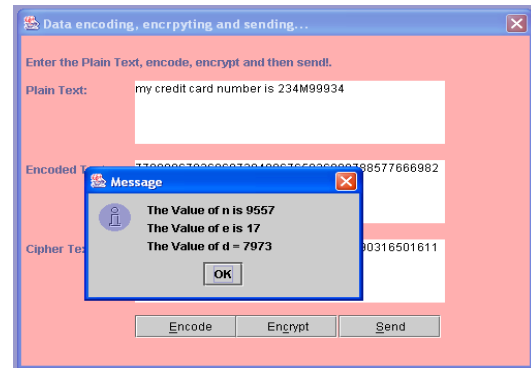 Data encoding, encrpyting and sending...
Enter the Plain Text, encode, encrypt and then send!.
Plain Text:
my credit card number is 234M99934
Encoded T
88577666982
Message
The Value of n is 9557
The Value of e is 17
The Value of d = 7973
OK
Cipher Te
90316501611
Encode
Encrypt
Send